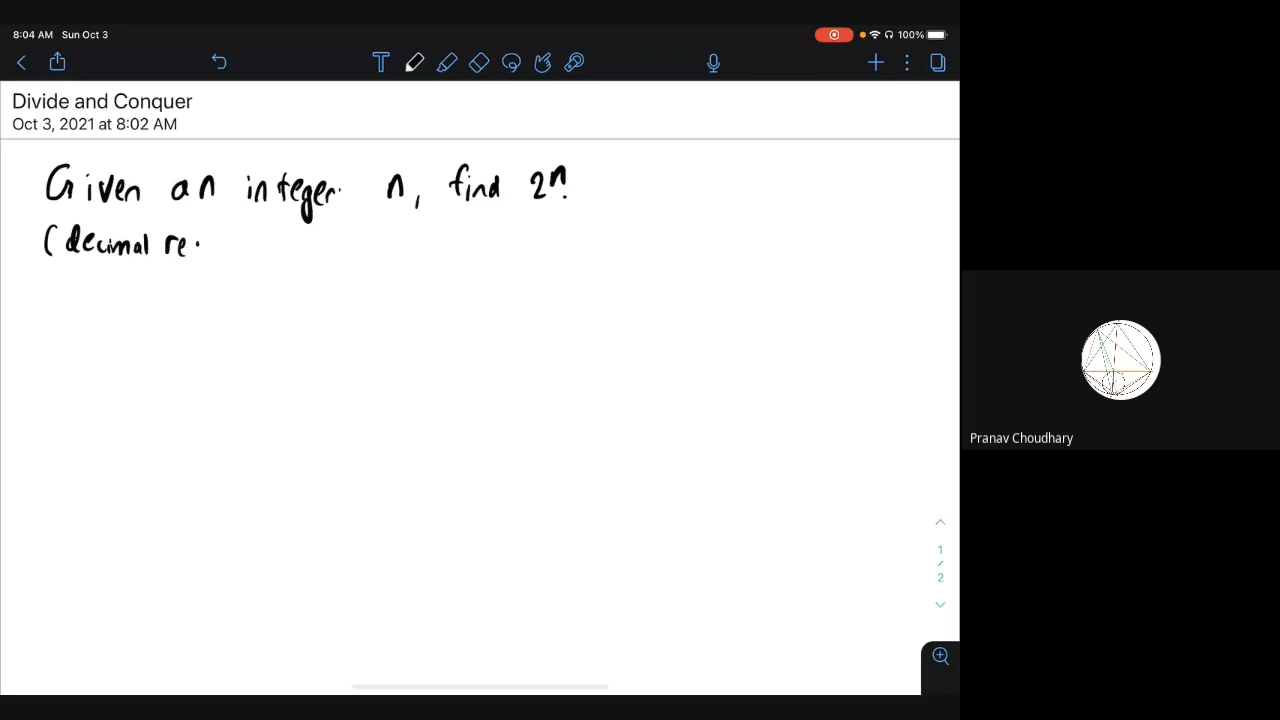 8:04 AM Sun Oct 3
100%
Divide and Conquer
Oct 3, 2021 at 8:02 AM
Given an integer n, find 2ⁿ.
(decimal re
Pranav Choudhary
1
/
2